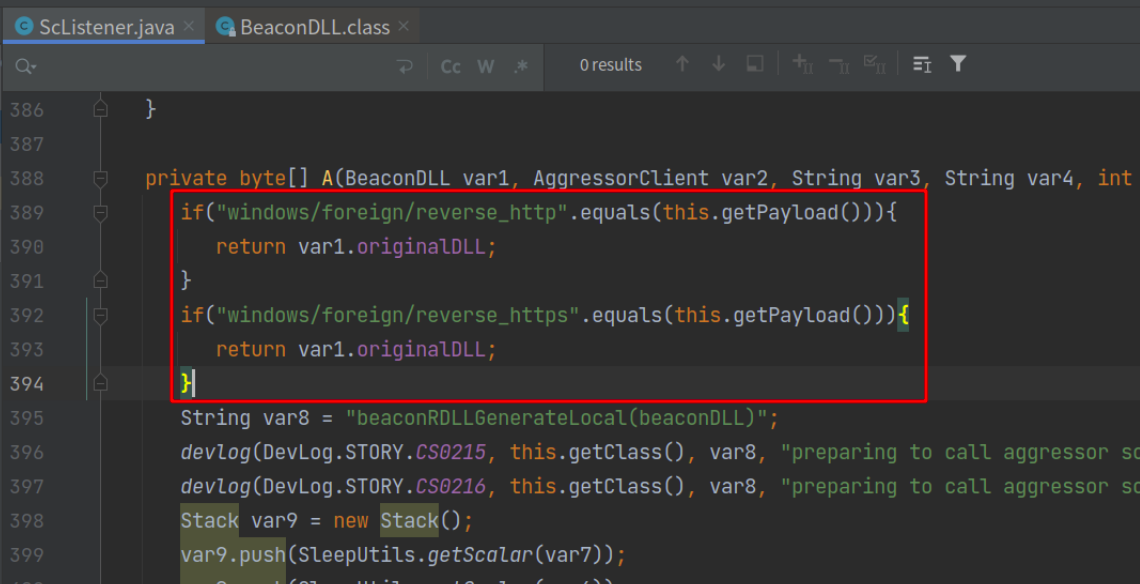 ScListener.java BeaconDLL.class
Cc W .* 0 results
386 }
387
388 private byte[] A(BeaconDLL var1, AggressorClient var2, String var3, String var4, int
389 if("windows/foreign/reverse_http".equals(this.getPayload())){
390 return var1.originalDLL;
391 }
392 if("windows/foreign/reverse_https".equals(this.getPayload())){
393 return var1.originalDLL;
394 }
395 String var8 = "beaconRDLLGenerateLocal(beaconDLL)";
396 devlog(DevLog.STORY.CS0215, this.getClass(), var8, "preparing to call aggressor sc
397 devlog(DevLog.STORY.CS0216, this.getClass(), var8, "preparing to call aggressor sc
398 Stack var9 = new Stack();
399 var9.push(SleepUtils.getScalar(var7));